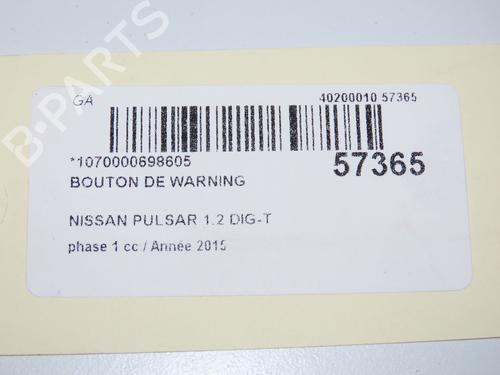 B-PARTS
GA
40200010 57365
*1070000698605
57365
BOUTON DE WARNING
NISSAN PULSAR 1.2 DIG-T
phase 1 cc / Année 2015